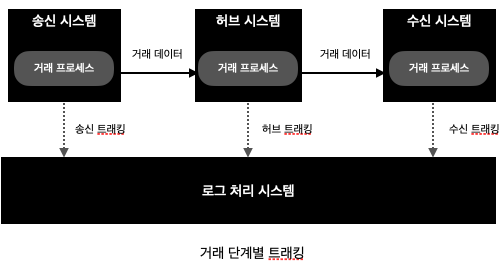 송신 시스템
허브 시스템
수신 시스템
거래 프로세스
거래 데이터
거래 프로세스
거래 데이터
거래 프로세스
송신 트래킹
허브 트래킹
수신 트래킹
로그 처리 시스템
거래 단계별 트래킹